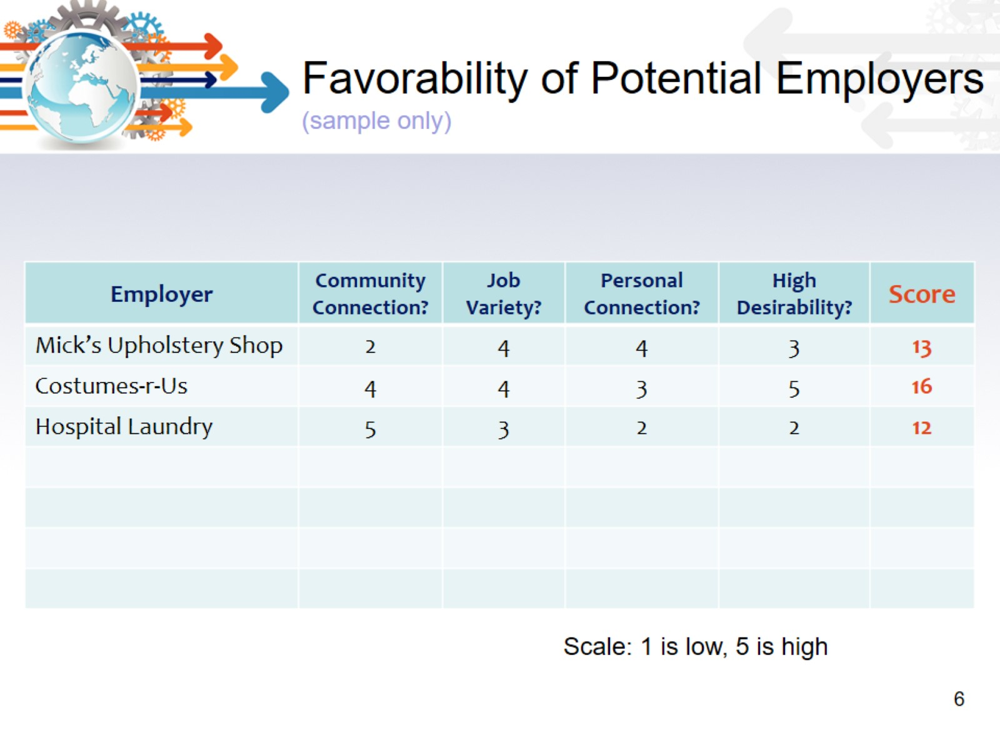 Favorability of Potential Employers
(sample only)
Employer Community Connection? Job Variety? Personal Connection? High Desirability? Score
Mick’s Upholstery Shop 2 4 4 3 13
Costumes-r-Us 4 4 3 5 16
Hospital Laundry 5 3 2 2 12
Scale: 1 is low, 5 is high
6